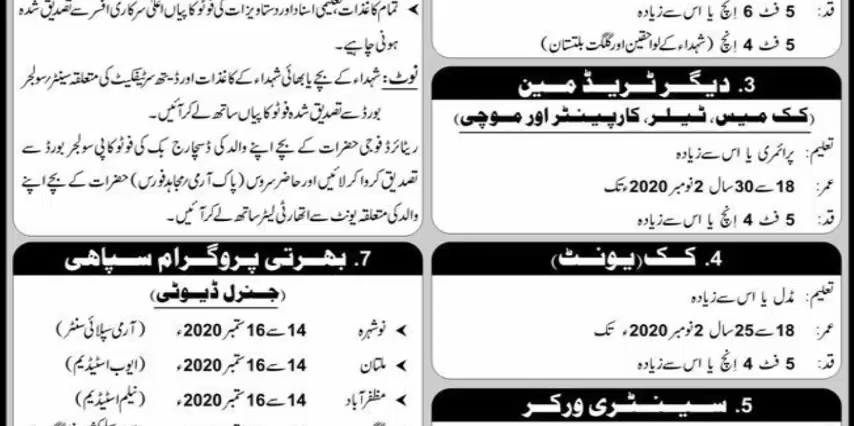 قد: 5 فٹ 6 انچ یا اس سے زیادہ
5 فٹ 4 انچ (شہداء کے لواحقین اور گلگت بلتستان)
3. دیگر ٹریڈ مین
(کک میس، ٹیلر، کارپینٹر اور موچی)
تعلیم: پرائمری یا اس سے زیادہ
عمر: 18 سے 30 سال 2 نومبر 2020ء تک
قد: 5 فٹ 4 انچ یا اس سے زیادہ
4. کک (یونٹ)
تعلیم: مڈل یا اس سے زیادہ
عمر: 18 سے 25 سال 2 نومبر 2020ء تک
قد: 5 فٹ 4 انچ یا اس سے زیادہ
5. سینٹری ورکر
تمام کاغذات، تعلیمی اسناد اور دستاویزات کی فوٹو کاپیاں اعلیٰ سرکاری افسر سے تصدیق شدہ
ہونی چاہیے۔
نوٹ: شہداء کے بچے یا بھائی شہداء کے کاغذات اور ڈیتھ سرٹیفکیٹ کی متعلقہ سینٹر/سولجر
بورڈ سے تصدیق شدہ فوٹو کاپیاں ساتھ لے کر آئیں۔
ریٹائرڈ فوجی حضرات کے بچے اپنے والد کی ڈسچارج بک کی فوٹو کاپی سولجر بورڈ سے
تصدیق کروا کر لائیں اور حاضر سروس (پاک آرمی/مجاہد فورس) حضرات کے بچے اپنے
والد کی متعلقہ یونٹ سے اتھارٹی لیٹر ساتھ لے کر آئیں۔
7. بھرتی پروگرام سپاہی
(جنرل ڈیوٹی)
نوشہرہ 14 سے 16 ستمبر 2020ء (آرمی سپلائی سنٹر)
ملتان 14 سے 16 ستمبر 2020ء (ایوب اسٹیڈیم)
مظفرآباد 14 سے 16 ستمبر 2020ء (نیلم اسٹیڈیم)